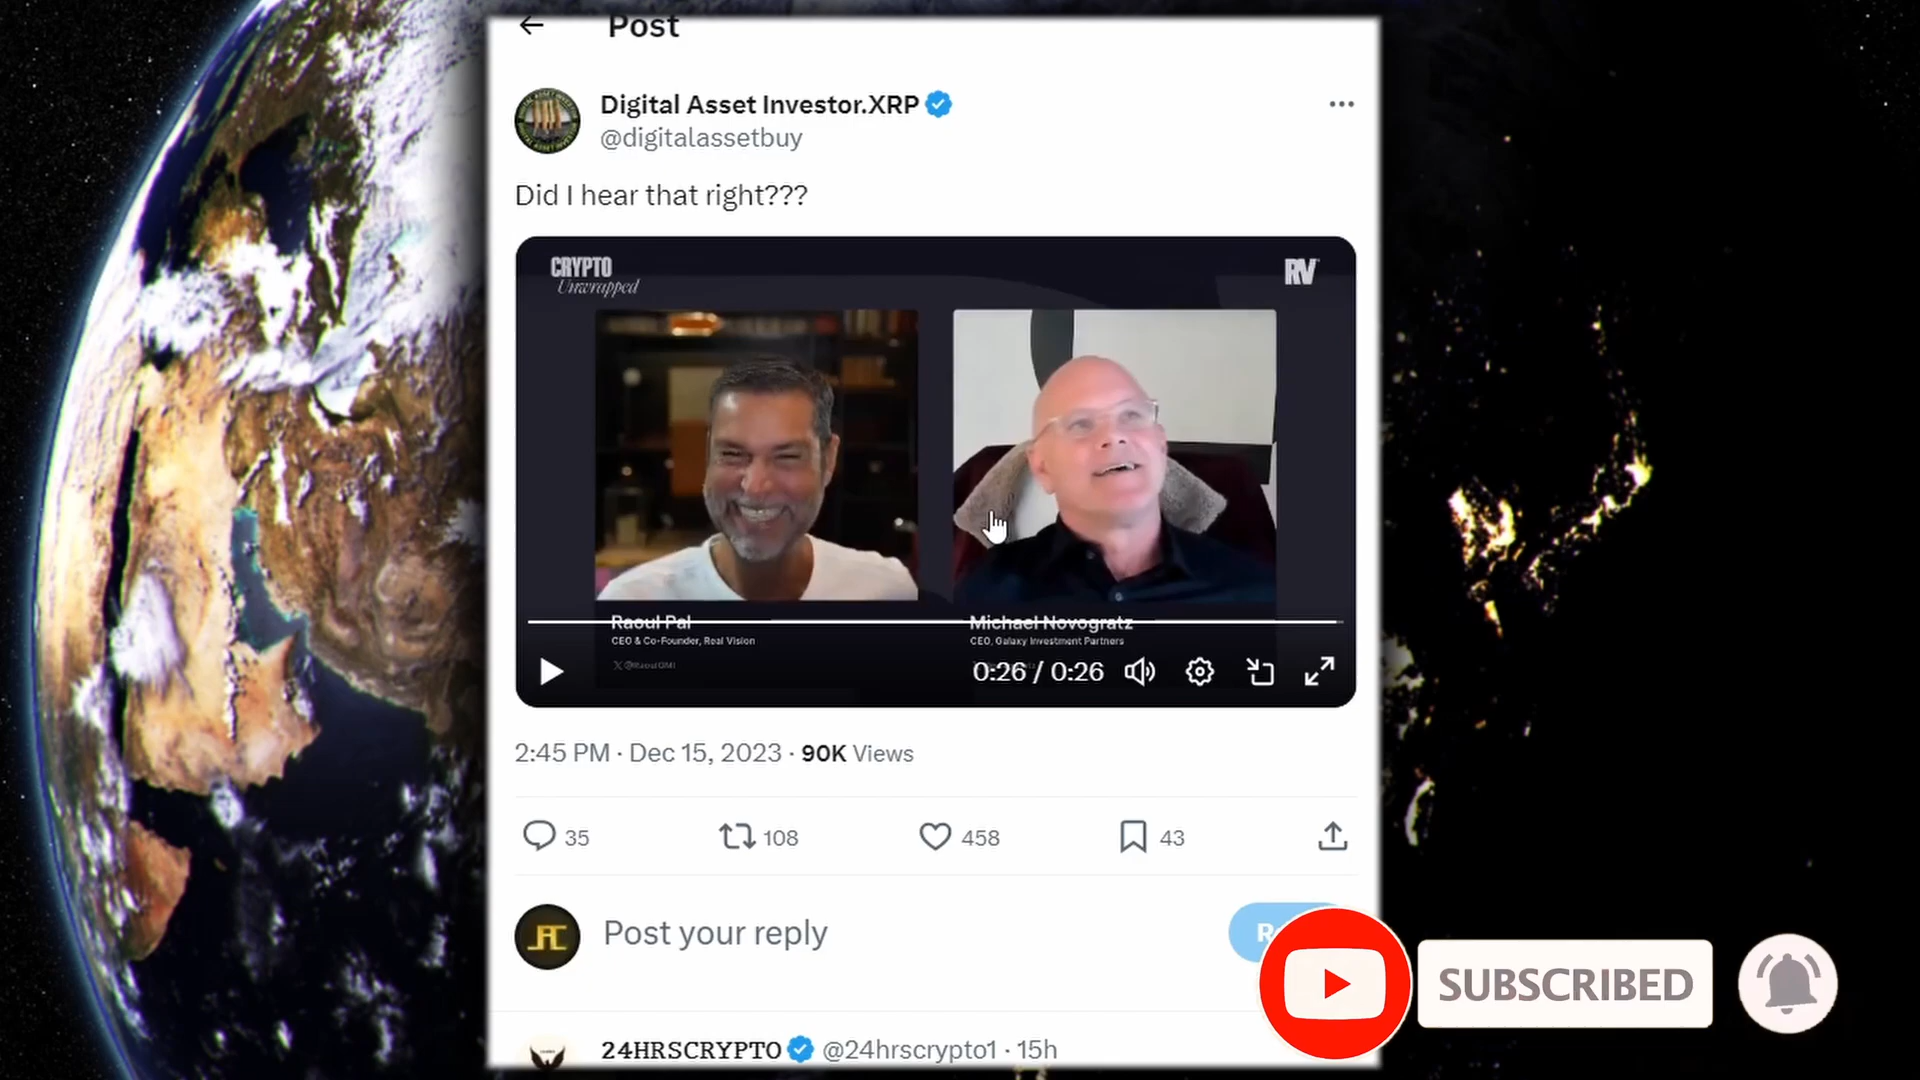 Post
Digital Asset Investor.XRP
@digitalassetbuy
Did I hear that right???
CRYPTO
Unwrapped
RV
Raoul Pal
CEO & Co-Founder, Real Vision
@RaoulGMI
Michael Novogratz
CEO, Galaxy Investment Partners
0:26 / 0:26
2:45 PM · Dec 15, 2023 · 90K Views
35
108
458
43
Post your reply
SUBSCRIBED
24HRSCRYPTO @24hrscrypto1 · 15h